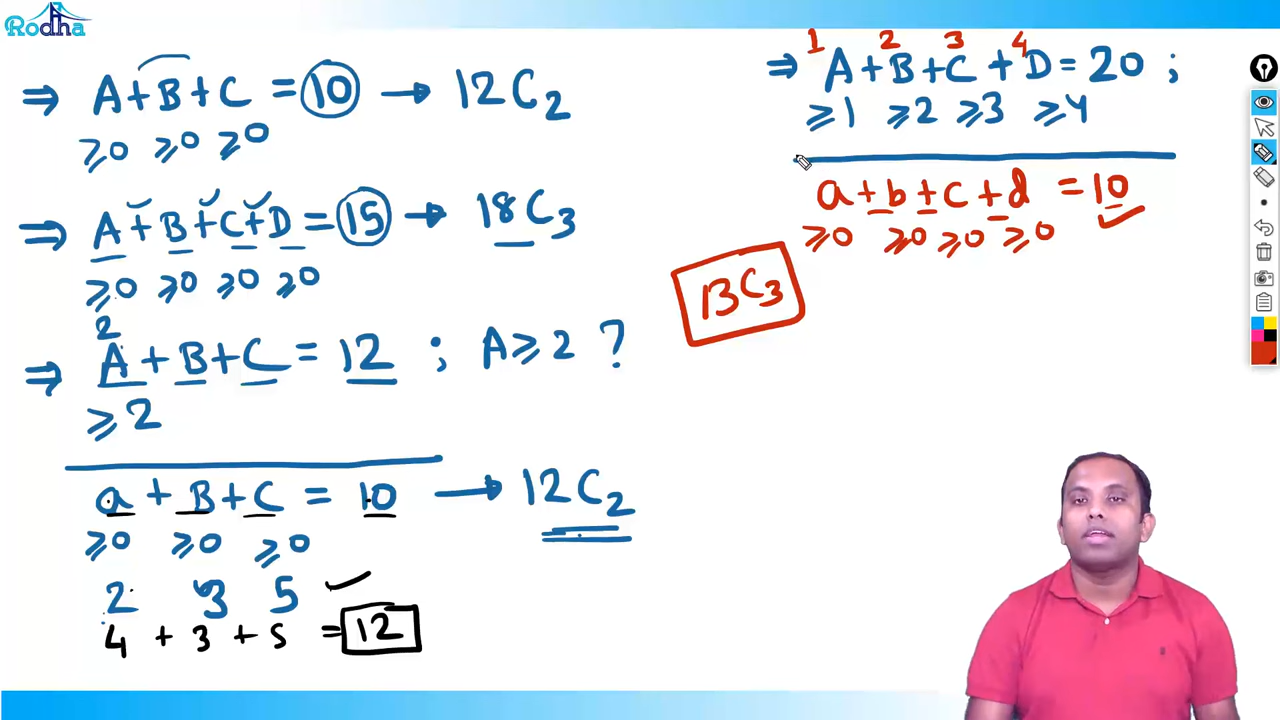 Rodha
⇒ A+B+C = 10 → 12C₂
≥0 ≥0 ≥0
⇒ A+B+C+D = 15 → 18C₃
≥0 ≥0 ≥0 ≥0
2
⇒ A+B+C = 12 ; A ≥ 2 ?
≥2
a + B + C = 10 → 12C₂
≥0 ≥0 ≥0
2 3 5
4 + 3 + 5 = 12
1 2 3 4
⇒ A+B+C+D = 20 ;
≥1 ≥2 ≥3 ≥4
a + b + c + d = 10
≥0 ≥0 ≥0 ≥0
13C₃